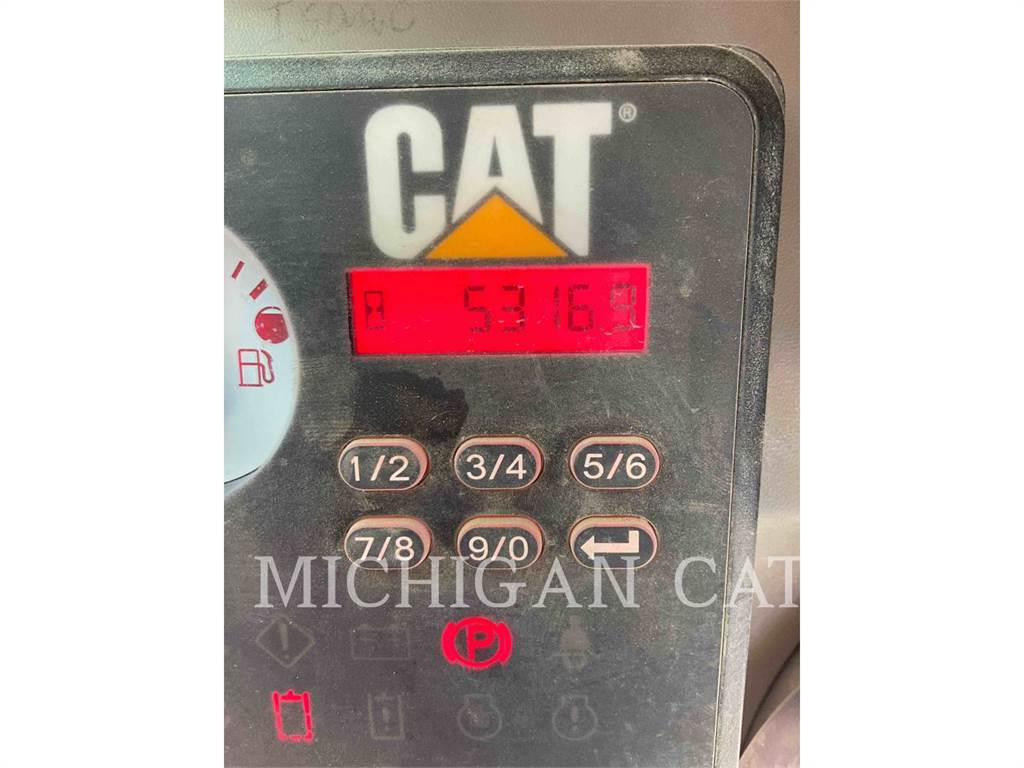 CAT®
53169
1/2 3/4 5/6
7/8 9/0
MICHIGAN CAT
P